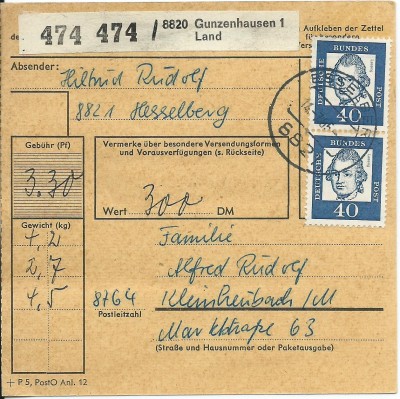 474 474 / 8820 Gunzenhausen 1
Land
Aufkleben der Zettel
Absender:
Hiltrud Rudolf
8821 Hesselberg
DEUTSCHE BUNDES POST
40
DEUTSCHE BUNDES POST
40
Gebühr (Pf)
3.30
Vermerke über besondere Versendungsformen
und Vorausverfügungen (s. Rückseite)
Wert 300 DM
Gewicht (kg)
2,7
4,5
Familie
Alfred Rudolf
8764 Kleinheubach /M
Postleitzahl
Marktstraße 63
(Straße und Hausnummer oder Paketausgabe)
+ P 5, PostO Anl. 12